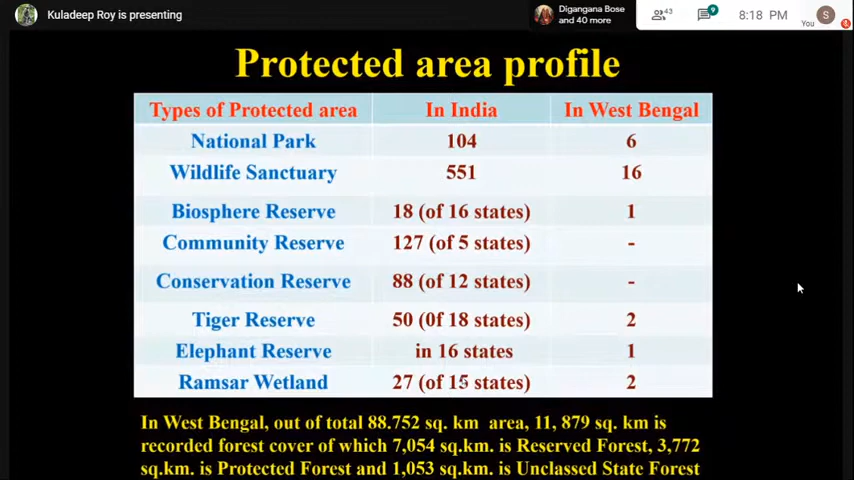 Kuladeep Roy is presenting
Digangana Bose
and 40 more
43
9
8:18 PM
You
S
Protected area profile
Types of Protected area In India In West Bengal
National Park 104 6
Wildlife Sanctuary 551 16
Biosphere Reserve 18 (of 16 states) 1
Community Reserve 127 (of 5 states) -
Conservation Reserve 88 (of 12 states) -
Tiger Reserve 50 (0f 18 states) 2
Elephant Reserve in 16 states 1
Ramsar Wetland 27 (of 15 states) 2
In West Bengal, out of total 88.752 sq. km area, 11, 879 sq. km is
recorded forest cover of which 7,054 sq.km. is Reserved Forest, 3,772
sq.km. is Protected Forest and 1,053 sq.km. is Unclassed State Forest